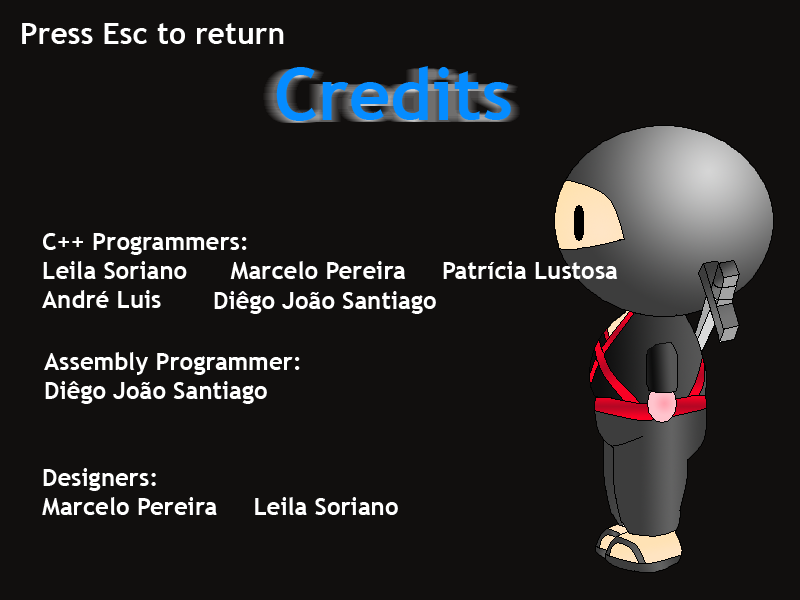 Press Esc to return
Credits
C++ Programmers:
Leila Soriano Marcelo Pereira Patrícia Lustosa
André Luis Diêgo João Santiago
Assembly Programmer:
Diêgo João Santiago
Designers:
Marcelo Pereira Leila Soriano